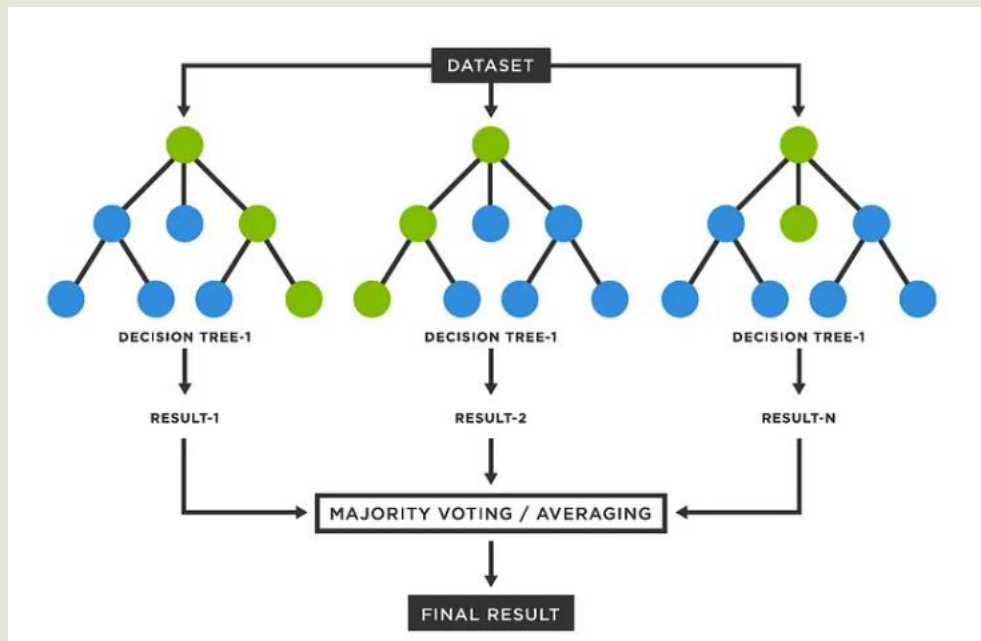 DATASET
DECISION TREE-1 DECISION TREE-1 DECISION TREE-1
RESULT-1 RESULT-2 RESULT-N
MAJORITY VOTING / AVERAGING
FINAL RESULT